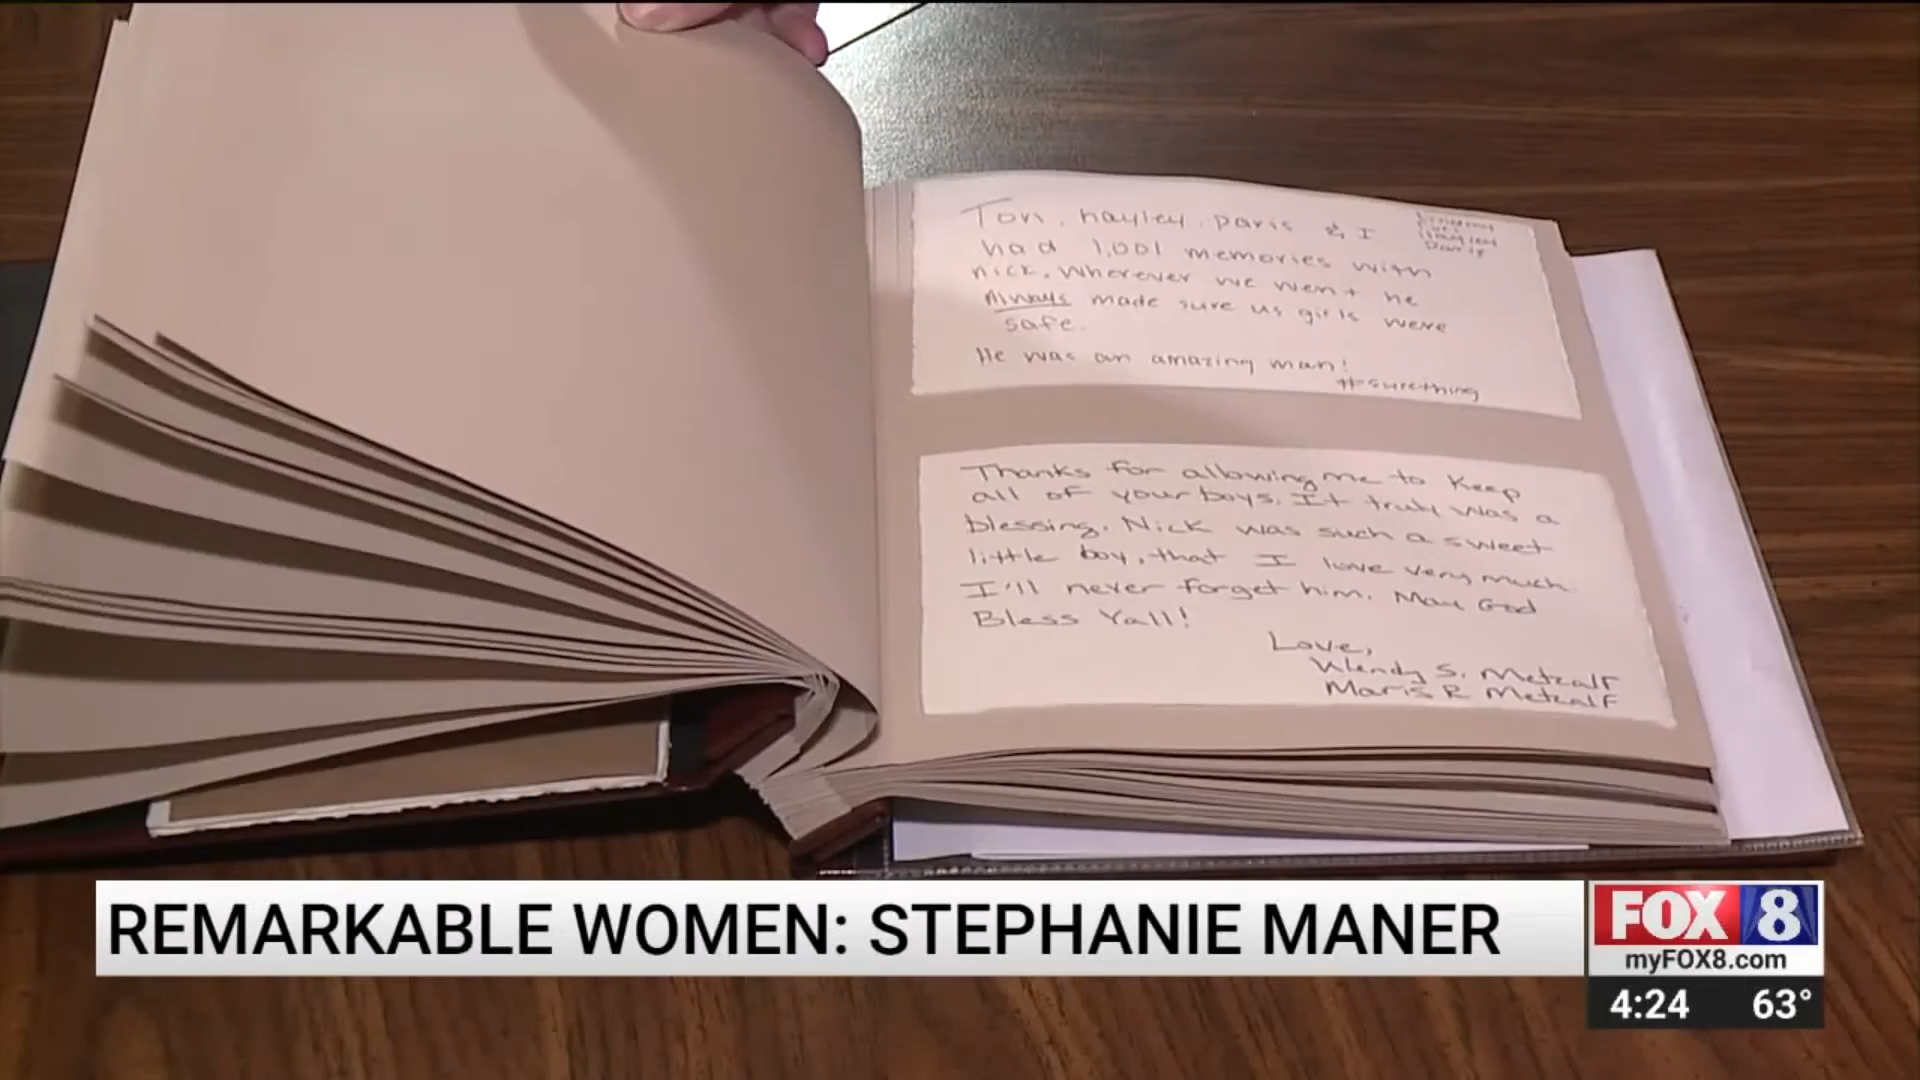 Tori, hayley, paris & I
had 1,001 memories with
nick. Wherever we went he
Always made sure us girls were
safe.
He was an amazing man!
#surething
Thanks for allowing me to Keep
all of your boys. It truly was a
blessing. Nick was such a sweet
little boy, that I love very much
I'll never forget him. May God
Bless Yall!
Love,
Wendy S. Metcalf
Maris R Metcalf
REMARKABLE WOMEN: STEPHANIE MANER
FOX 8
myFOX8.com
4:24 63°